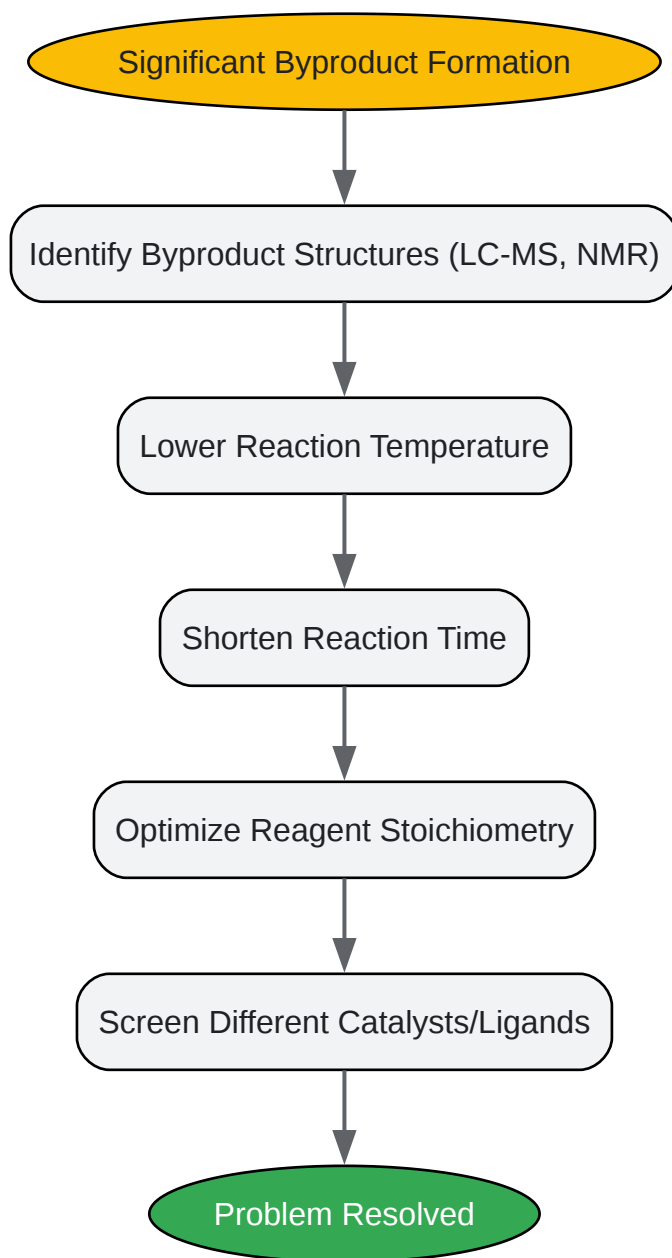 Significant Byproduct Formation
Identify Byproduct Structures (LC-MS, NMR)
Lower Reaction Temperature
Shorten Reaction Time
Optimize Reagent Stoichiometry
Screen Different Catalysts/Ligands
Problem Resolved